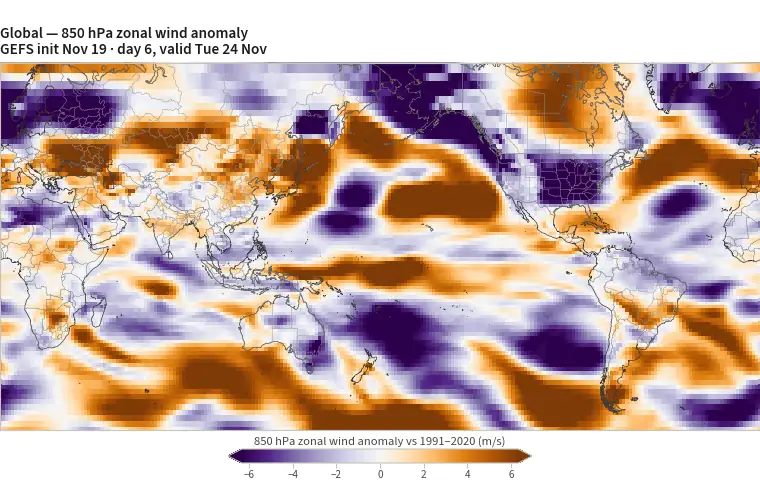 Global — 850 hPa zonal wind anomaly
GEFS init Nov 19 · day 6, valid Tue 24 Nov
850 hPa zonal wind anomaly vs 1991–2020 (m/s)
−6 −4 −2 0 2 4 6